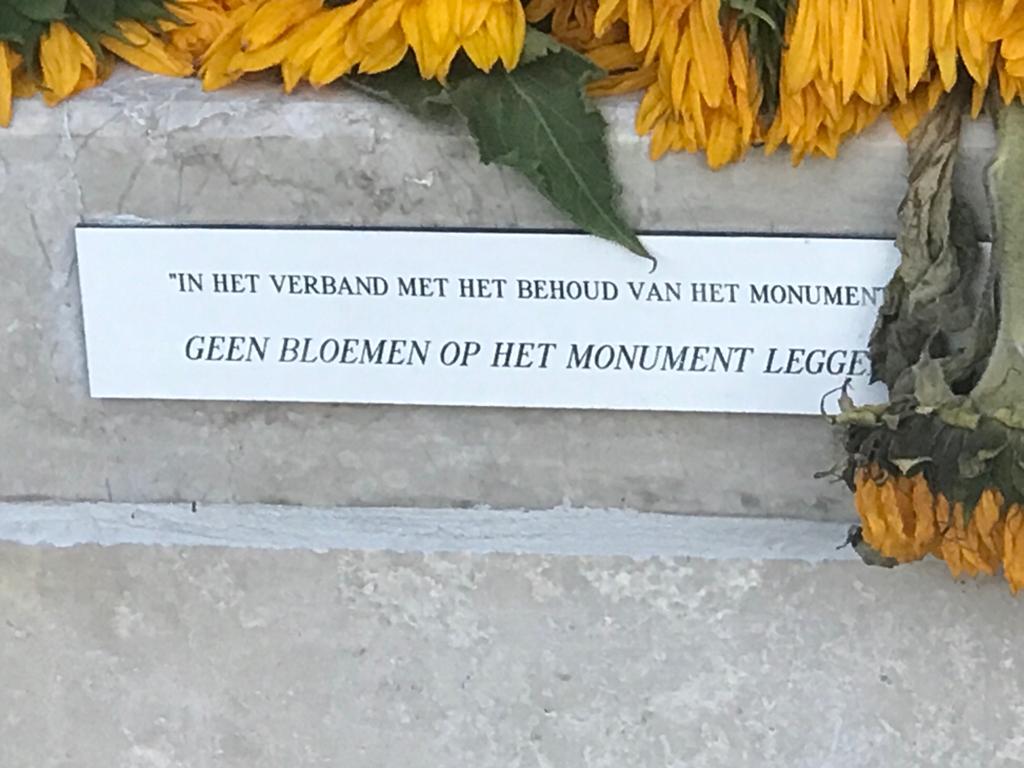 "IN HET VERBAND MET HET BEHOUD VAN HET MONUMENT
GEEN BLOEMEN OP HET MONUMENT LEGGE